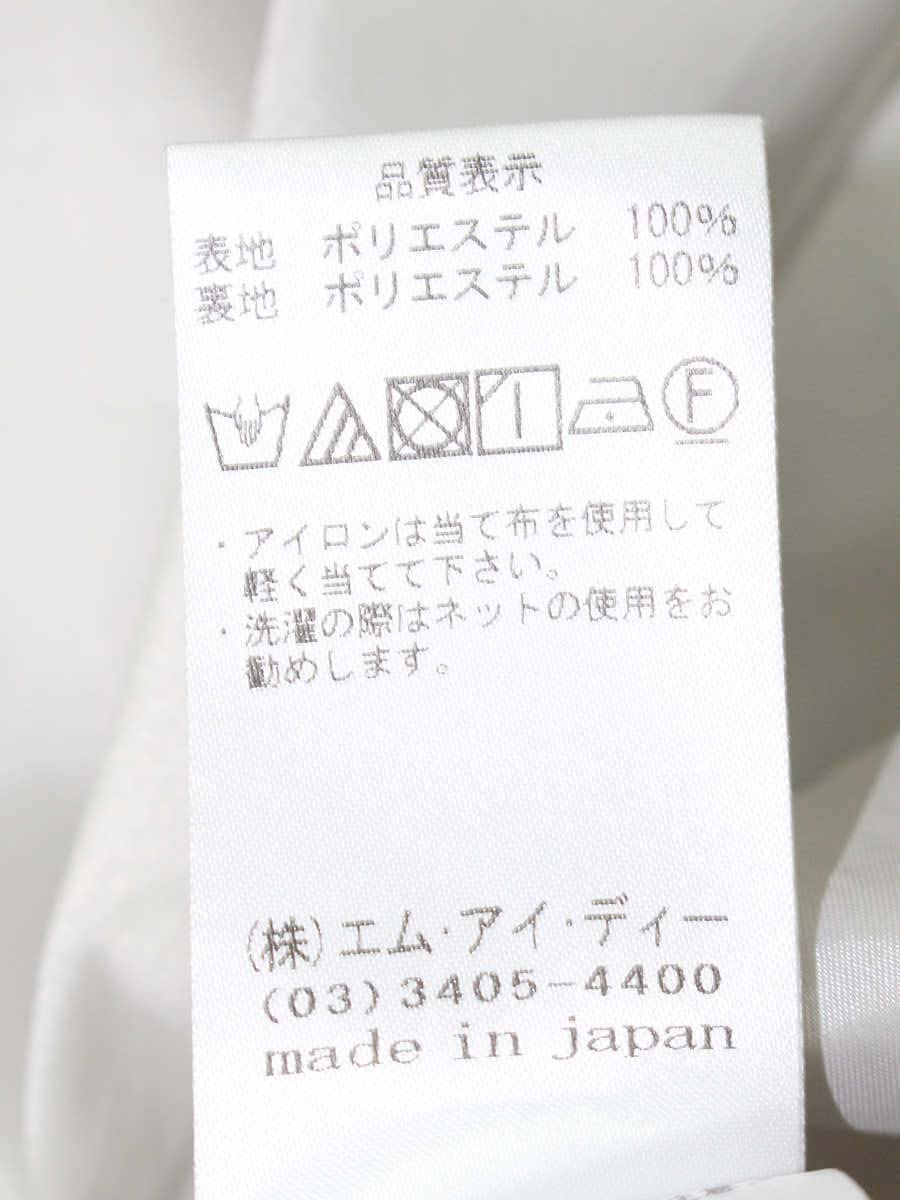 品質表示
表地 ポリエステル 100%
裏地 ポリエステル 100%
F
・アイロンは当て布を使用して
軽く当てて下さい。
・洗濯の際はネットの使用をお
勧めします。
(株)エム・アイ・ディー
(03)3405-4400
made in japan